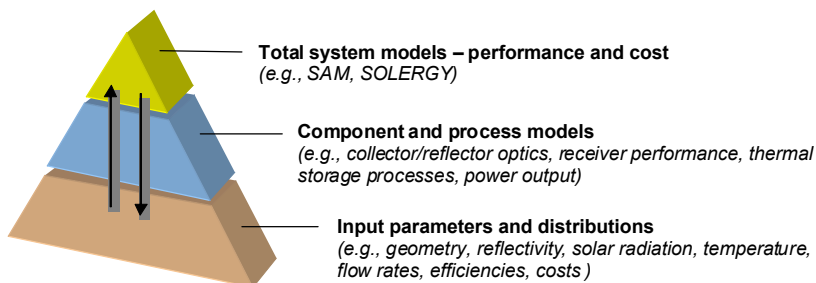 Total system models – performance and cost
(e.g., SAM, SOLERGY)
Component and process models
(e.g., collector/reflector optics, receiver performance, thermal
storage processes, power output)
Input parameters and distributions
(e.g., geometry, reflectivity, solar radiation, temperature,
flow rates, efficiencies, costs )